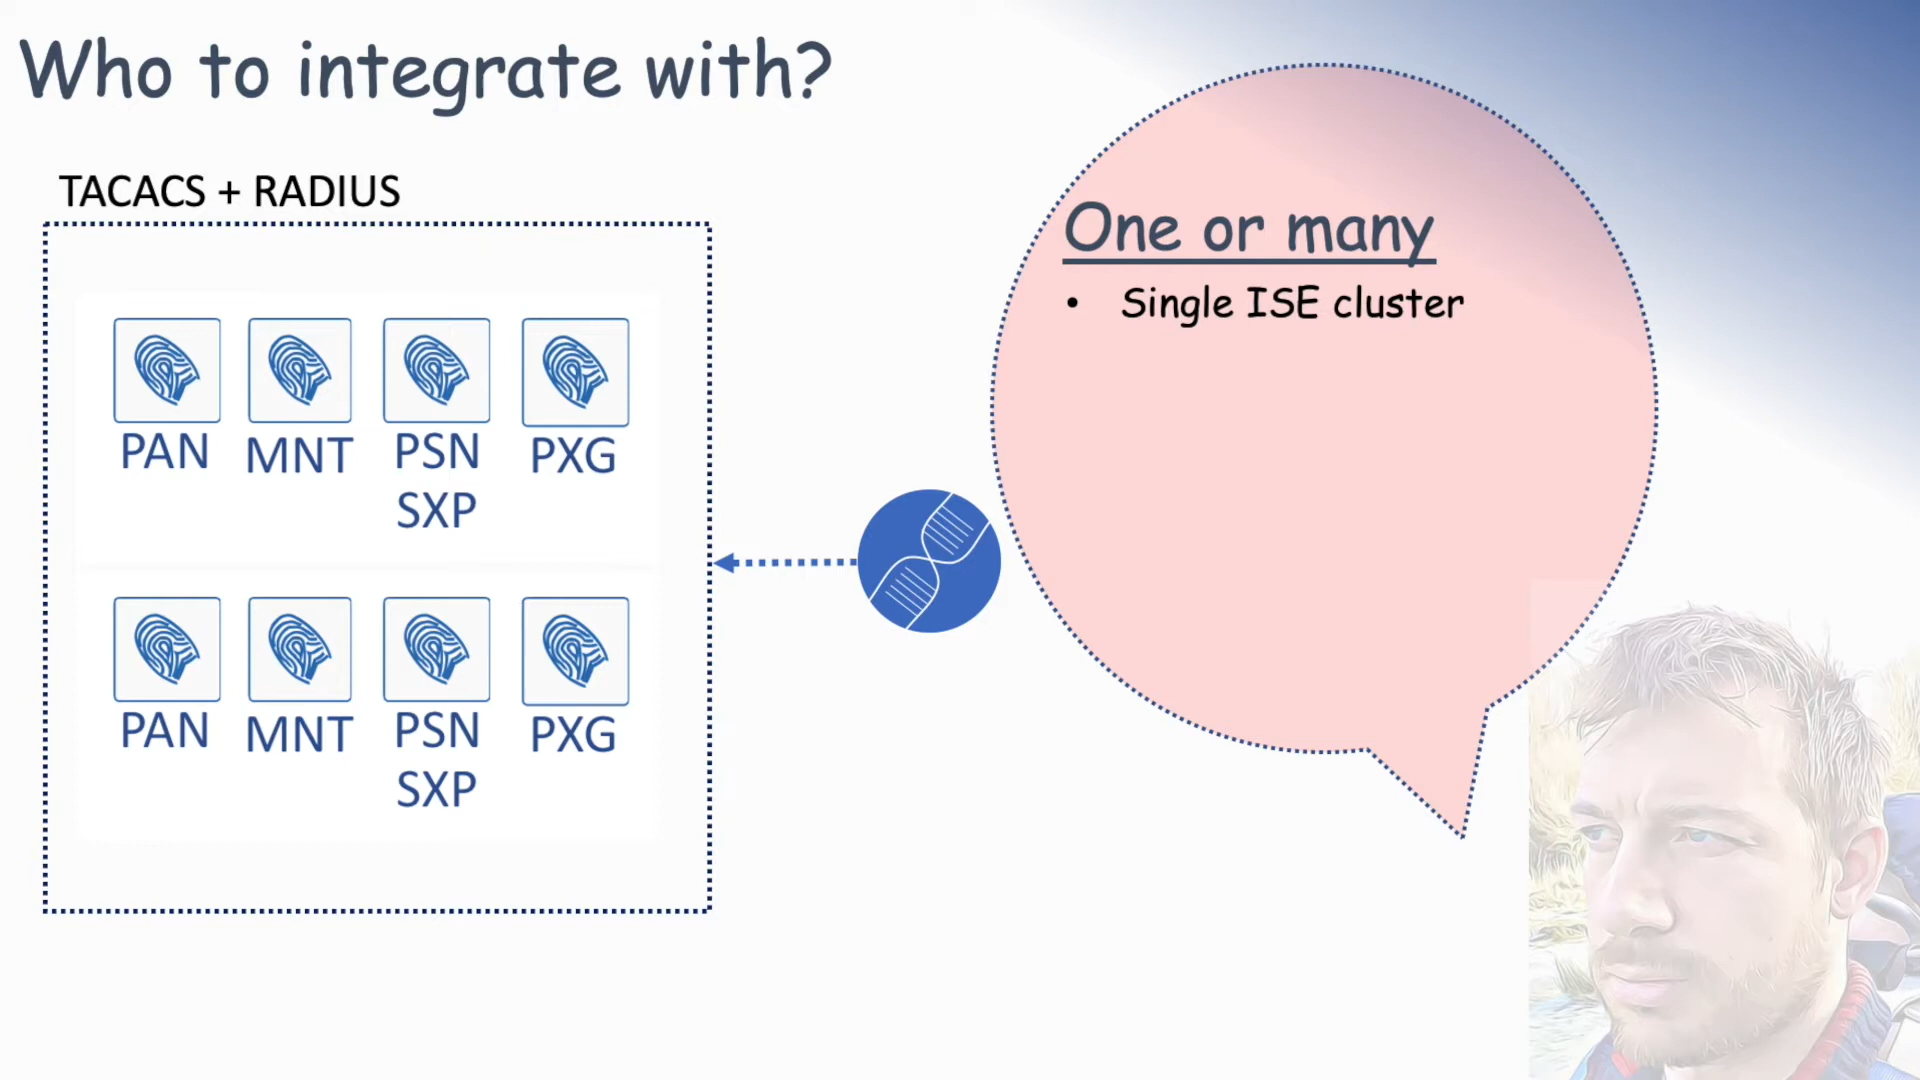 Who to integrate with?
TACACS + RADIUS
PAN MNT PSN PXG
SXP
PAN MNT PSN PXG
SXP
One or many
• Single ISE cluster